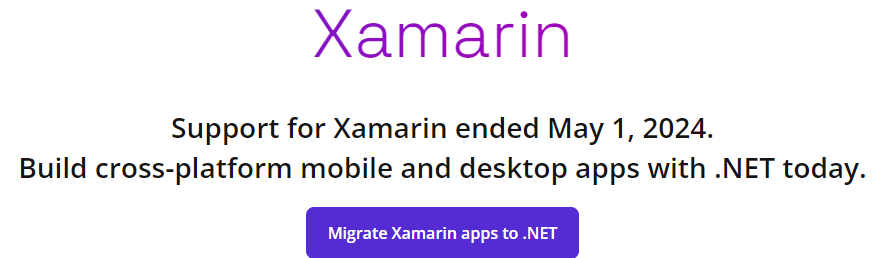 Xamarin
Support for Xamarin ended May 1, 2024.
Build cross-platform mobile and desktop apps with .NET today.
Migrate Xamarin apps to .NET